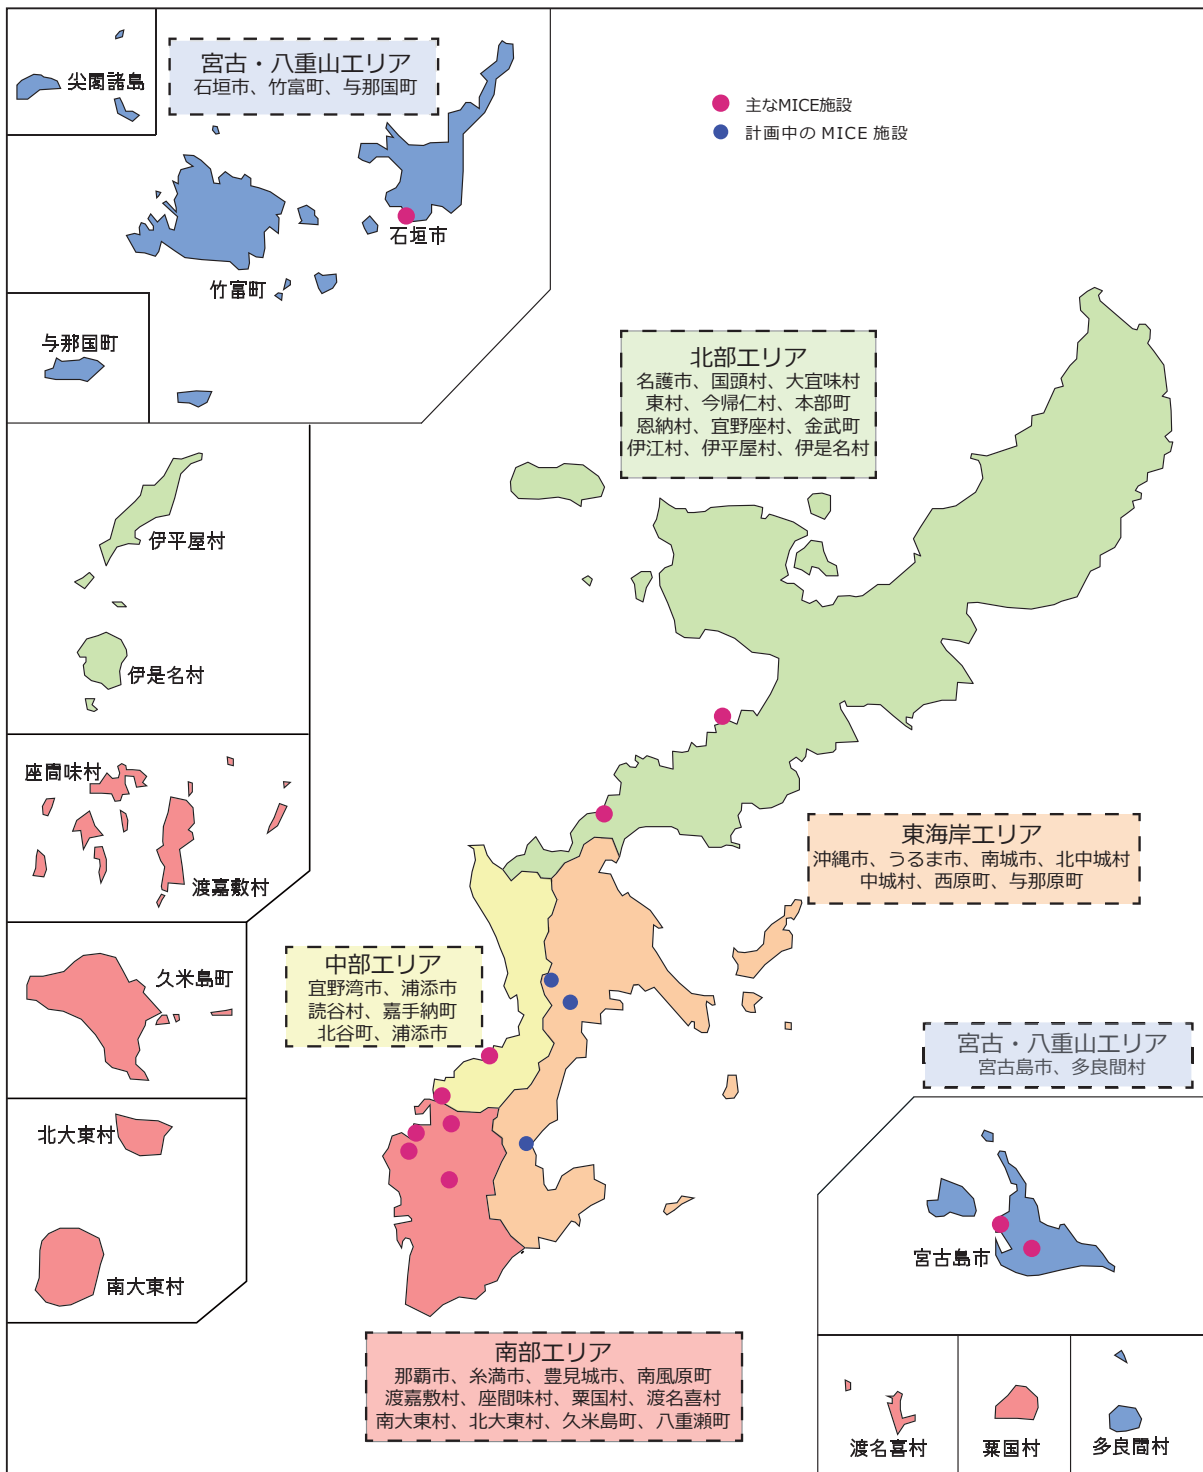 尖閣諸島
宮古・八重山エリア
石垣市、竹富町、与那国町
主なMICE施設
計画中の MICE 施設
石垣市
竹富町
与那国町
北部エリア
名護市、国頭村、大宜味村
東村、今帰仁村、本部町
恩納村、宜野座村、金武町
伊江村、伊平屋村、伊是名村
伊平屋村
伊是名村
座間味村
渡嘉敷村
東海岸エリア
沖縄市、うるま市、南城市、北中城村
中城村、西原町、与那原町
中部エリア
宜野湾市、浦添市
読谷村、嘉手納町
北谷町、浦添市
久米島町
宮古・八重山エリア
宮古島市、多良間村
北大東村
南大東村
宮古島市
南部エリア
那覇市、糸満市、豊見城市、南風原町
渡嘉敷村、座間味村、粟国村、渡名喜村
南大東村、北大東村、久米島町、八重瀬町
渡名喜村
粟国村
多良間村